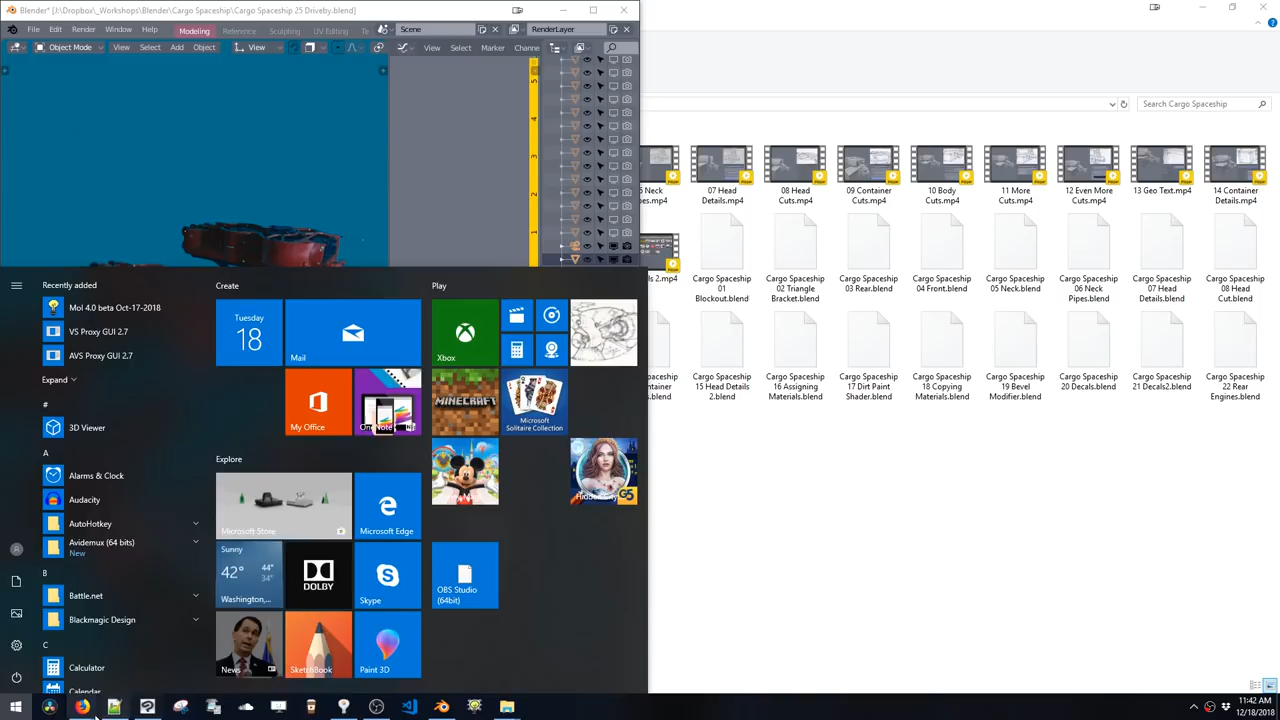 Blender* [J:\Dropbox\_Workshops\Blender\Cargo Spaceship\Cargo Spaceship 25 Driveby.blend]
File Edit Render Window Help Modeling Reference Sculpting UV Editing Te Scene RenderLayer
Object Mode View Select Add Object View View Select Marker Channe
5
4
3
2
1
Search Cargo Spaceship
07 Head Details.mp4
08 Head Cuts.mp4
09 Container Cuts.mp4
10 Body Cuts.mp4
11 More Cuts.mp4
12 Even More Cuts.mp4
13 Geo Text.mp4
14 Container Details.mp4
Cargo Spaceship 01 Blockout.blend
Cargo Spaceship 02 Triangle Bracket.blend
Cargo Spaceship 03 Rear.blend
Cargo Spaceship 04 Front.blend
Cargo Spaceship 05 Neck.blend
Cargo Spaceship 06 Neck Pipes.blend
Cargo Spaceship 07 Head Details.blend
Cargo Spaceship 08 Head Cut.blend
Cargo Spaceship 15 Head Details 2.blend
Cargo Spaceship 16 Assigning Materials.blend
Cargo Spaceship 17 Dirt Paint Shader.blend
Cargo Spaceship 18 Copying Materials.blend
Cargo Spaceship 19 Bevel Modifier.blend
Cargo Spaceship 20 Decals.blend
Cargo Spaceship 21 Decals2.blend
Cargo Spaceship 22 Rear Engines.blend
Recently added
MoI 4.0 beta Oct-17-2018
VS Proxy GUI 2.7
AVS Proxy GUI 2.7
Expand
#
3D Viewer
A
Alarms & Clock
Audacity
AutoHotkey
Avidemux (64 bits)
New
B
Battle.net
Blackmagic Design
C
Calculator
Calendar
Create
Tuesday
18
Mail
My Office
Explore
Microsoft Store
Microsoft Edge
Sunny
42° 44° 34°
Washington,...
DOLBY
Skype
News
SketchBook
Paint 3D
Play
Xbox
MINECRAFT
Microsoft Solitaire Collection
G5
OBS Studio (64bit)
11:42 AM
12/18/2018